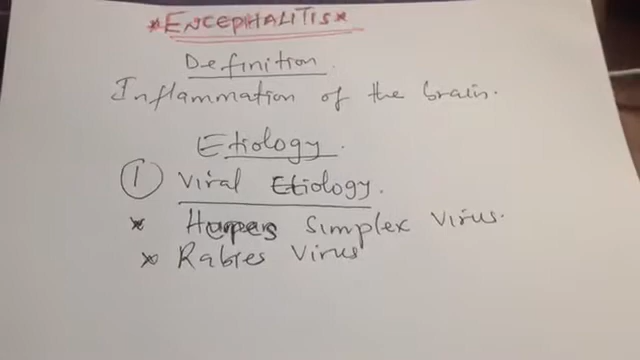 *ENCEPHALITIS*
Definition.
Inflammation of the brain.
Etiology.
① Viral Etiology.
* Herpes Simplex Virus.
* Rabies Virus